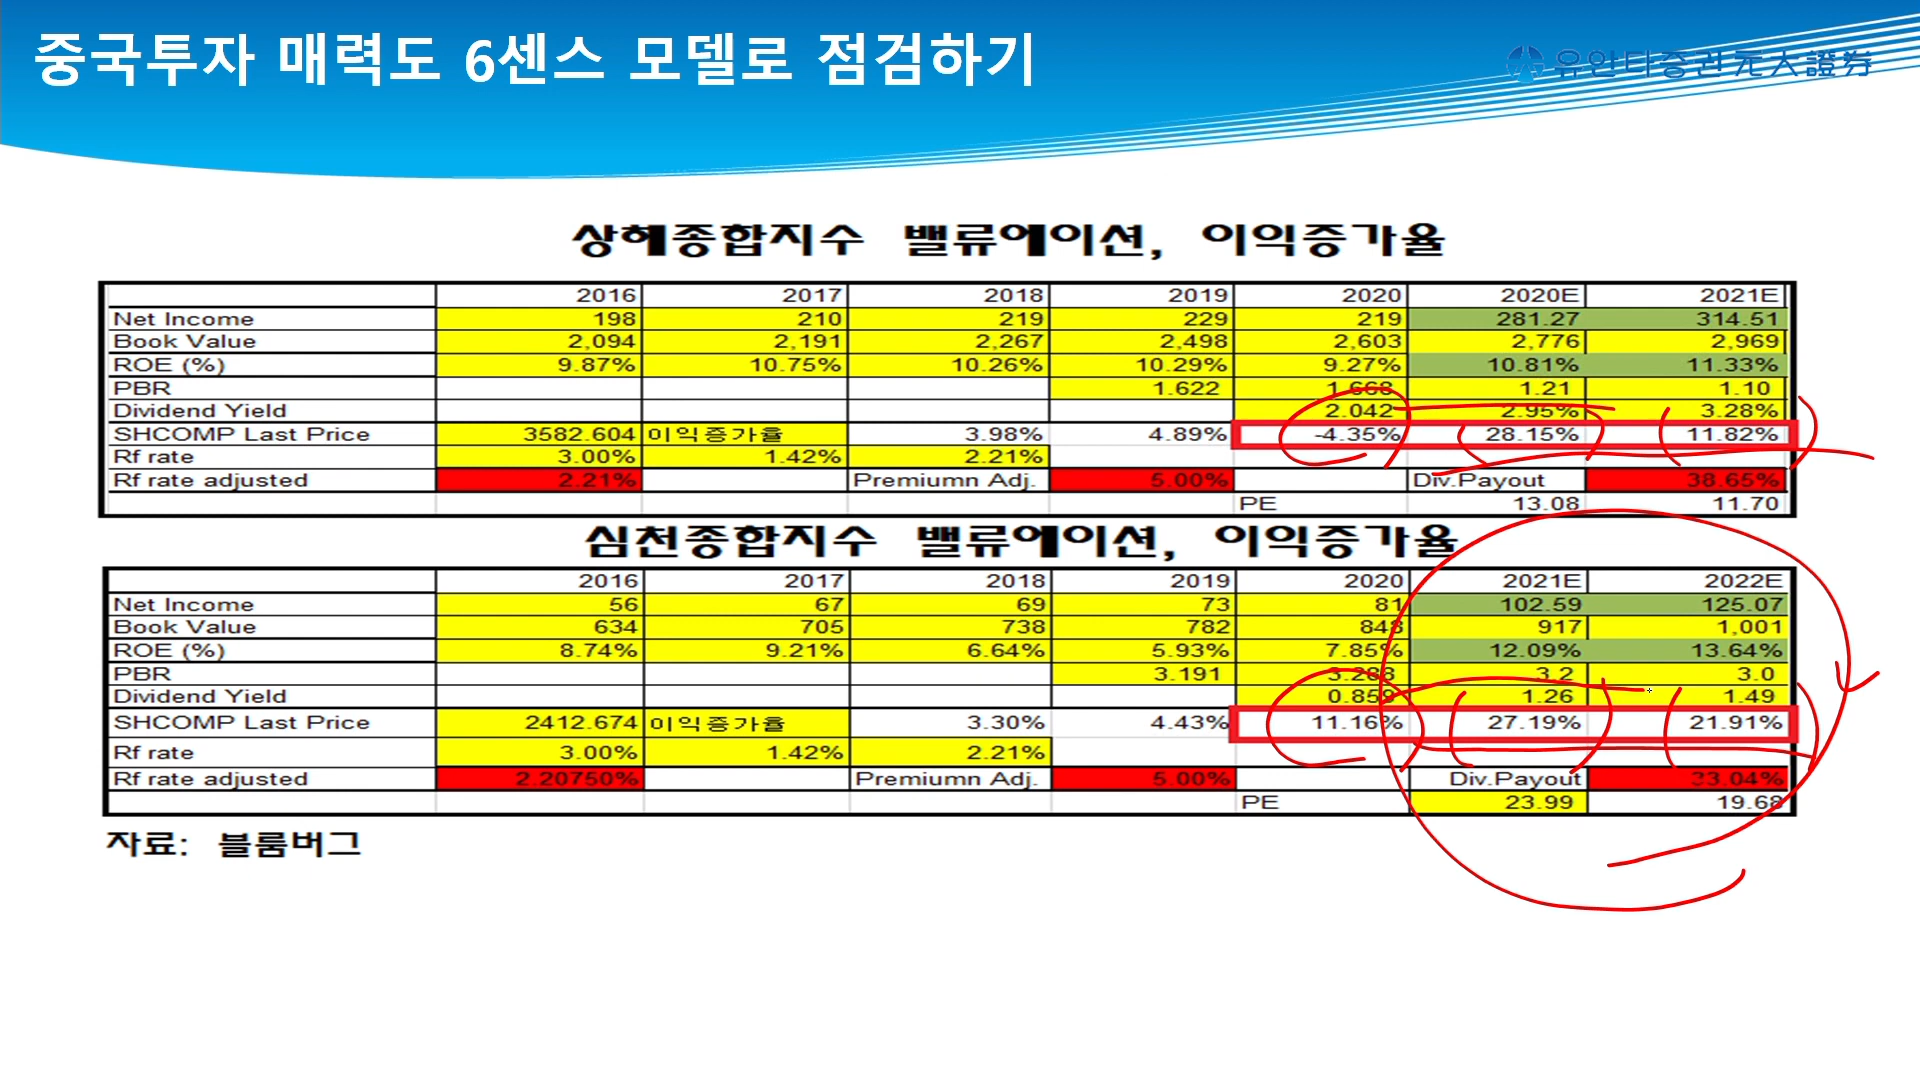 중국투자 매력도 6센스 모델로 점검하기
유안타증권 元大證券
상해종합지수 밸류에이션, 이익증가율
2016 2017 2018 2019 2020 2020E 2021E
Net Income 198 210 219 229 219 281.27 314.51
Book Value 2,094 2,191 2,267 2,498 2,603 2,776 2,969
ROE (%) 9.87% 10.75% 10.26% 10.29% 9.27% 10.81% 11.33%
PBR 1.622 1.668 1.21 1.10
Dividend Yield 2.042 2.95% 3.28%
SHCOMP Last Price 3582.604 이익증가율 3.98% 4.89% -4.35% 28.15% 11.82%
Rf rate 3.00% 1.42% 2.21%
Rf rate adjusted 2.21% Premiumn Adj. 5.00% Div.Payout 38.65%
PE 13.08 11.70
심천종합지수 밸류에이션, 이익증가율
2016 2017 2018 2019 2020 2021E 2022E
Net Income 56 67 69 73 81 102.59 125.07
Book Value 634 705 738 782 848 917 1,001
ROE (%) 8.74% 9.21% 6.64% 5.93% 7.85% 12.09% 13.64%
PBR 3.191 3.288 3.2 3.0
Dividend Yield 0.859 1.26 1.49
SHCOMP Last Price 2412.674 이익증가율 3.30% 4.43% 11.16% 27.19% 21.91%
Rf rate 3.00% 1.42% 2.21%
Rf rate adjusted 2.20750% Premiumn Adj. 5.00% Div.Payout 33.04%
PE 23.99 19.68
자료: 블룸버그